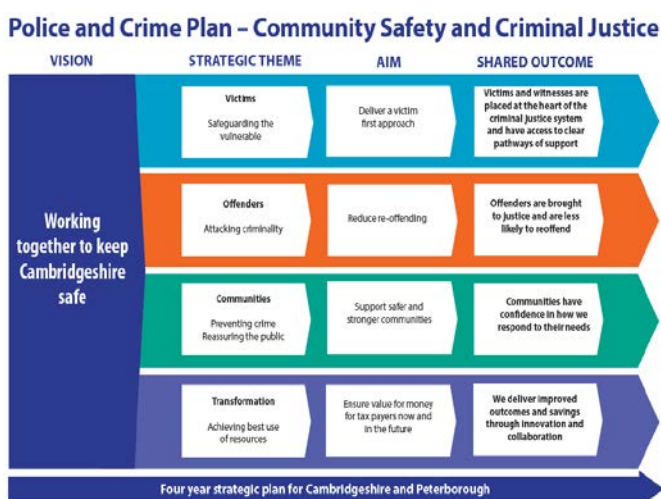 Police and Crime Plan – Community Safety and Criminal Justice
VISION
STRATEGIC THEME
AIM
SHARED OUTCOME
Working
together to keep
Cambridgeshire
safe
Victims
Safeguarding the
vulnerable
Deliver a victim
first approach
Victims and witnesses are
placed at the heart of the
criminal justice system
and have access to clear
pathways of support
Offenders
Attacking criminality
Reduce re-offending
Offenders are brought
to justice and are less
likely to reoffend
Communities
Preventing crime
Reassuring the public
Support safer and
stronger communities
Communities have
confidence in how we
respond to their needs
Transformation
Achieving best use
of resources
Ensure value for money
for tax payers now and
in the future
We deliver improved
outcomes and savings
through innovation and
collaboration
Four year strategic plan for Cambridgeshire and Peterborough